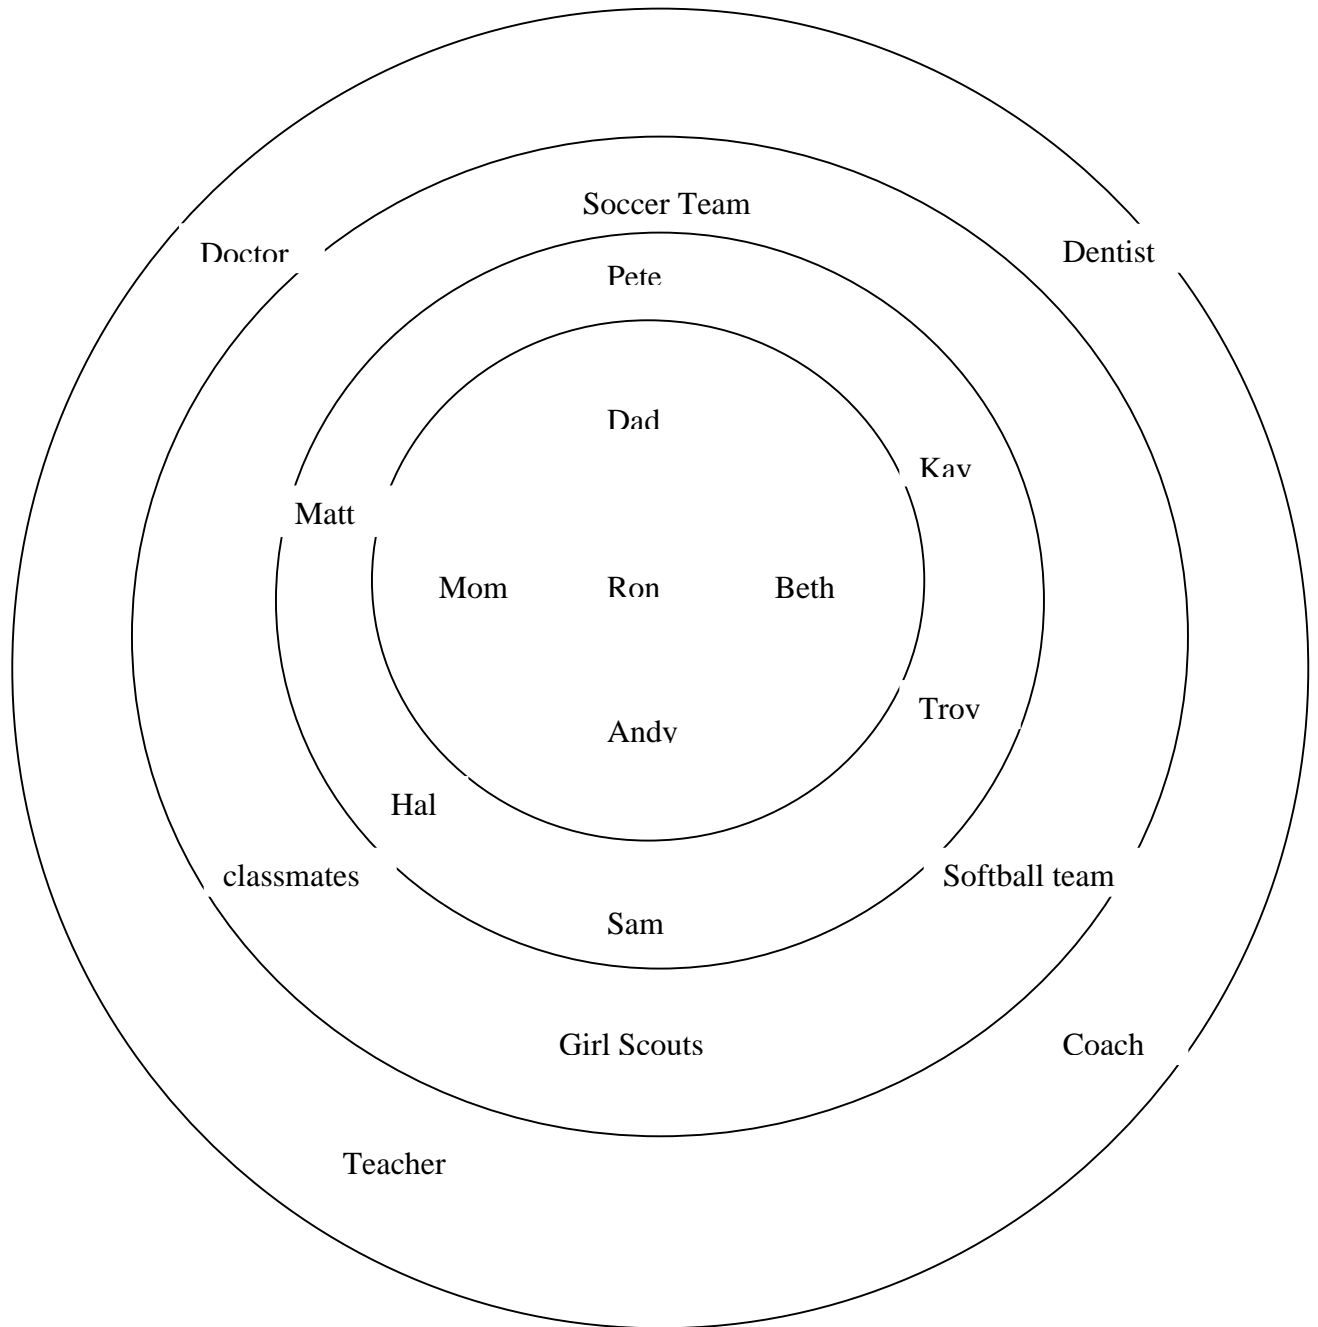 Soccer Team
Doctor
Dentist
Pete
Dad
Kay
Matt
Mom Ron Beth
Troy
Andy
Hal
classmates
Softball team
Sam
Girl Scouts
Coach
Teacher